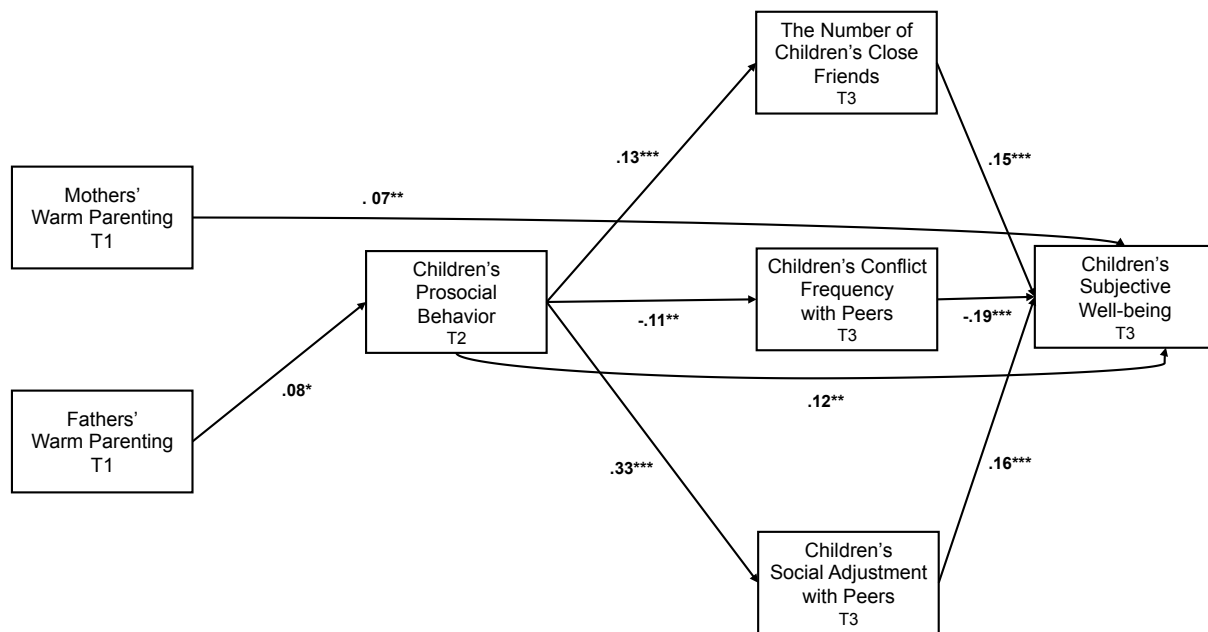 The Number of
Children's Close
Friends
T3
.13***
.15***
Mothers'
Warm Parenting
T1
. 07**
Children's
Prosocial
Behavior
T2
Children's Conflict
Frequency
with Peers
T3
Children's
Subjective
Well-being
T3
-.11**
-.19***
.12**
.08*
Fathers'
Warm Parenting
T1
.33***
.16***
Children's
Social Adjustment
with Peers
T3